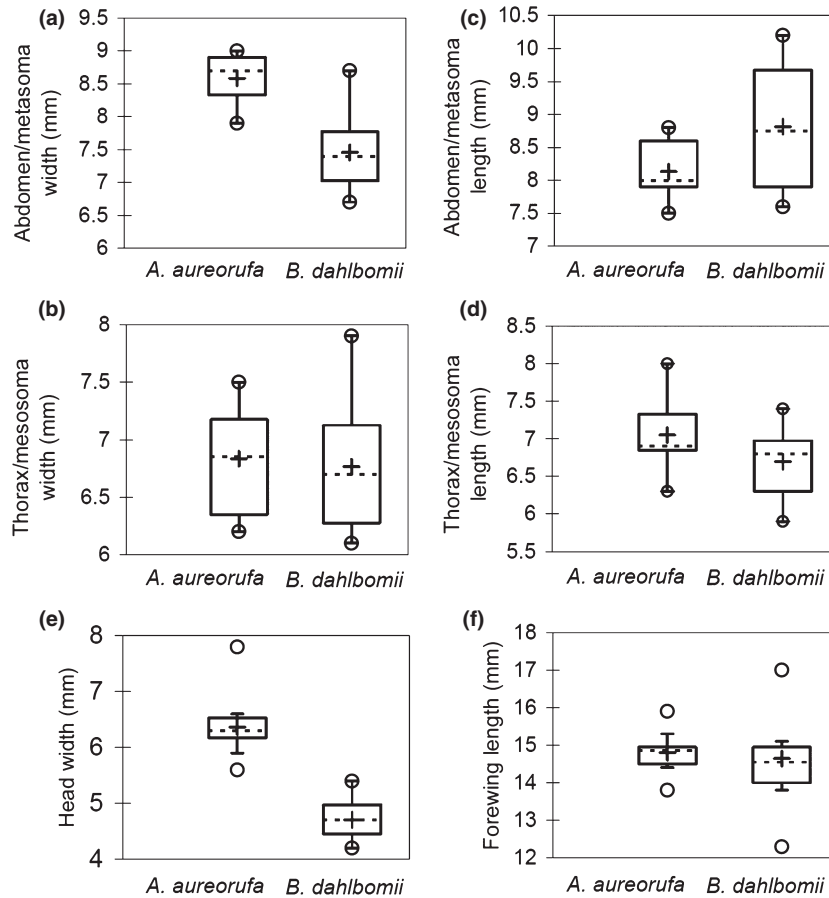 (a)
Abdomen/metasoma
width (mm)
9.5
9
8.5
8
7.5
7
6.5
6
A. aureorufa B. dahlbomii
(c)
Abdomen/metasoma
length (mm)
10.5
10
9.5
9
8.5
8
7.5
7
A. aureorufa B. dahlbomii
(b)
Thorax/mesosoma
width (mm)
8
7.5
7
6.5
6
A. aureorufa B. dahlbomii
(d)
Thorax/mesosoma
length (mm)
8.5
8
7.5
7
6.5
6
5.5
A. aureorufa B. dahlbomii
(e)
Head width (mm)
8
7
6
5
4
A. aureorufa B. dahlbomii
(f)
Forewing length (mm)
18
17
16
15
14
13
12
A. aureorufa B. dahlbomii